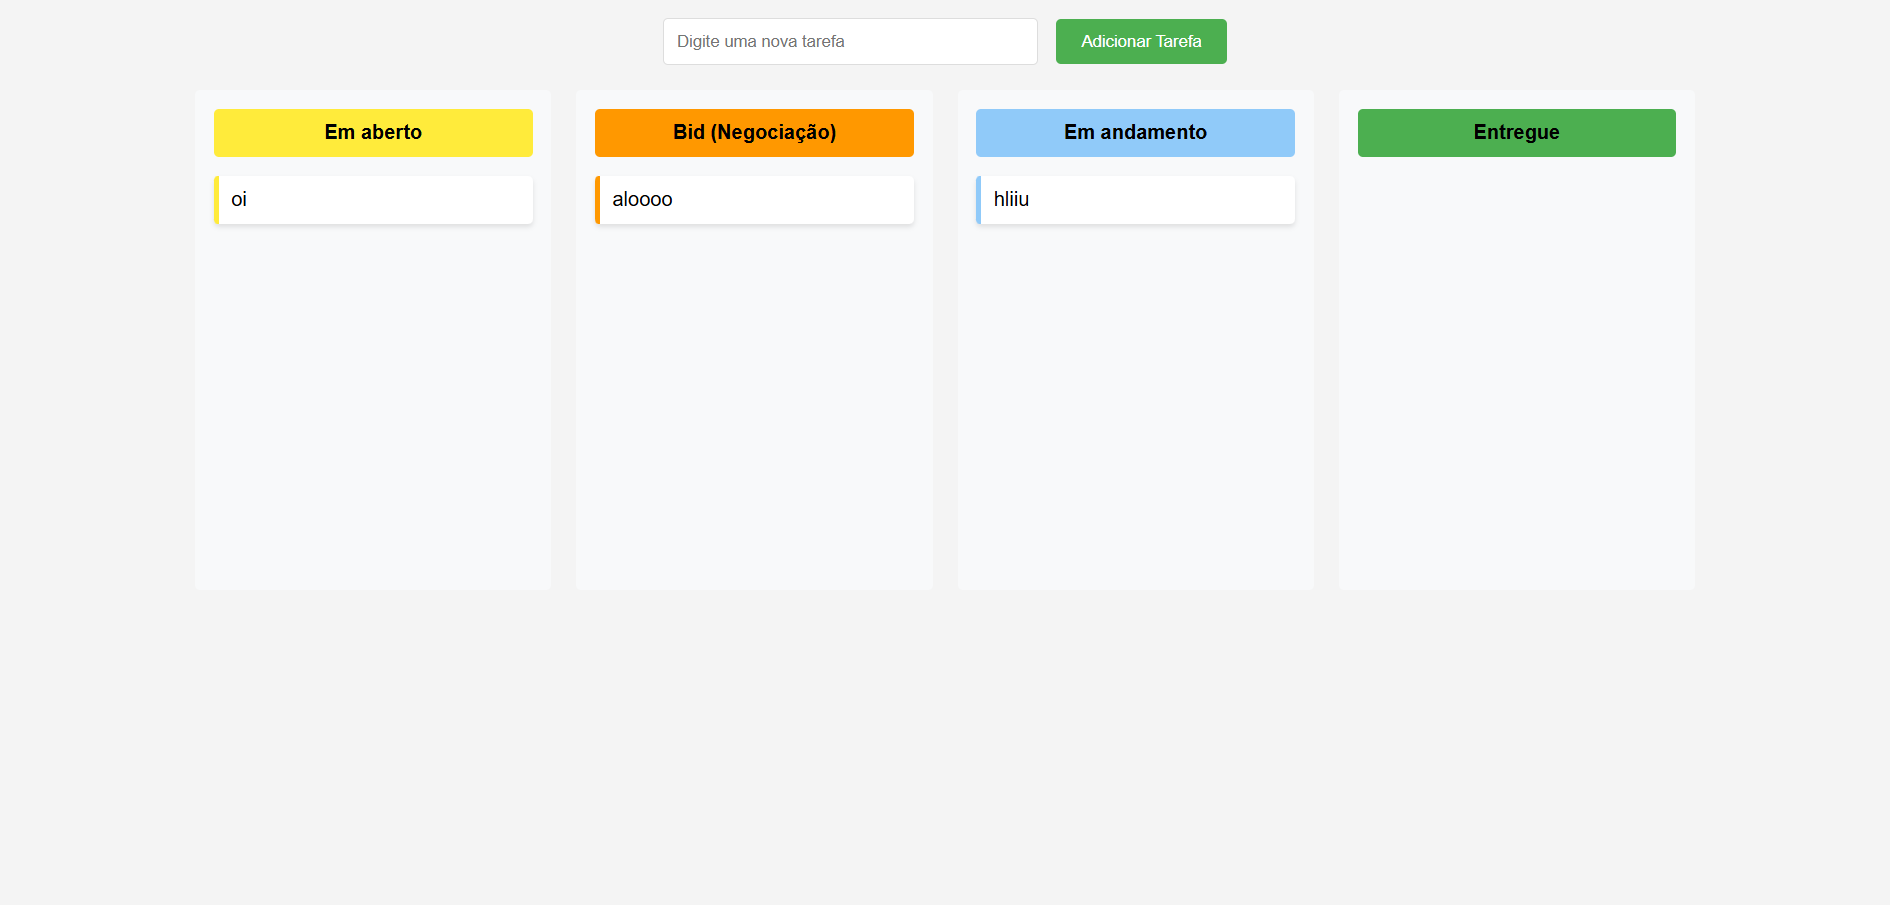 Digite uma nova tarefa
Adicionar Tarefa
Em aberto
oi
Bid (Negociação)
aloooo
Em andamento
hliiu
Entregue